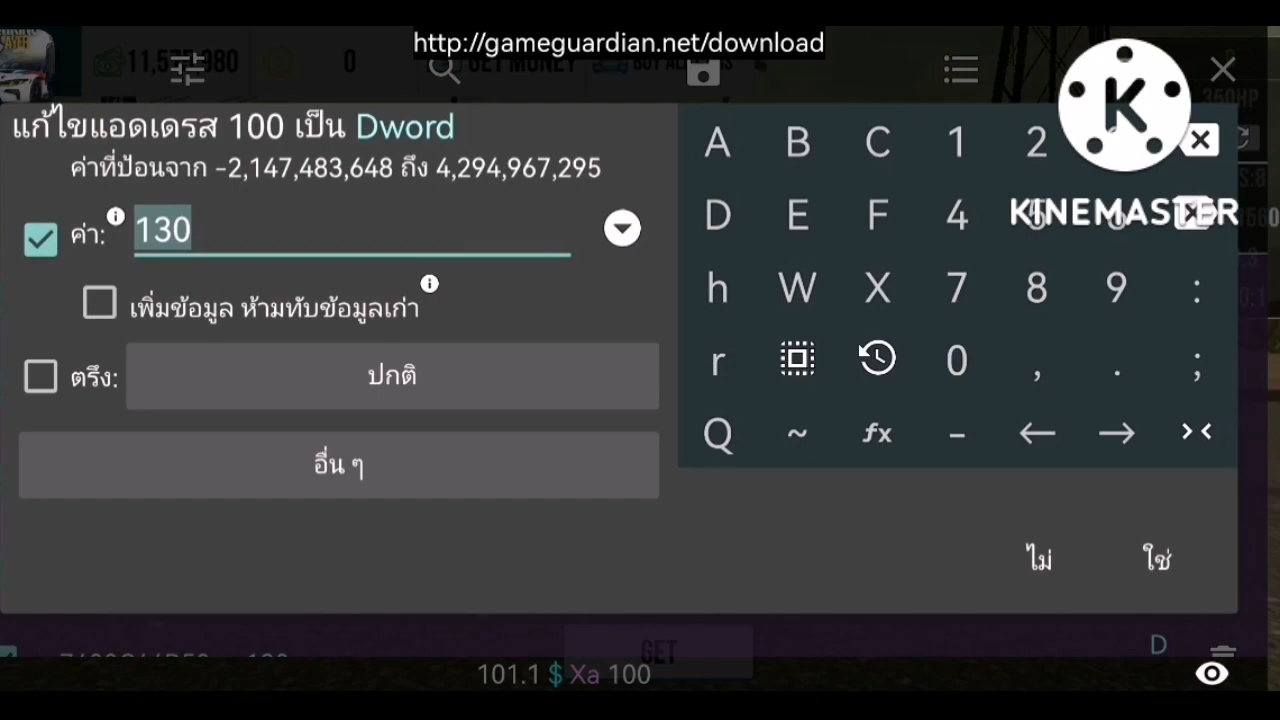 http://gameguardian.net/download
0
แก้ไขแอดเดรส 100 เป็น Dword
ค่าที่ป้อนจาก -2,147,483,648 ถึง 4,294,967,295
ค่า: 130
เพิ่มข้อมูล ห้ามทับข้อมูลเก่า
ตรึง: ปกติ
อื่น ๆ
A B C 1 2
D E F 4
KINEMASTER
h W X 7 8 9 :
r 0 , . ;
Q ~ fx - ← → ><
ไม่ ใช่
GET
D
101.1 $ Xa 100